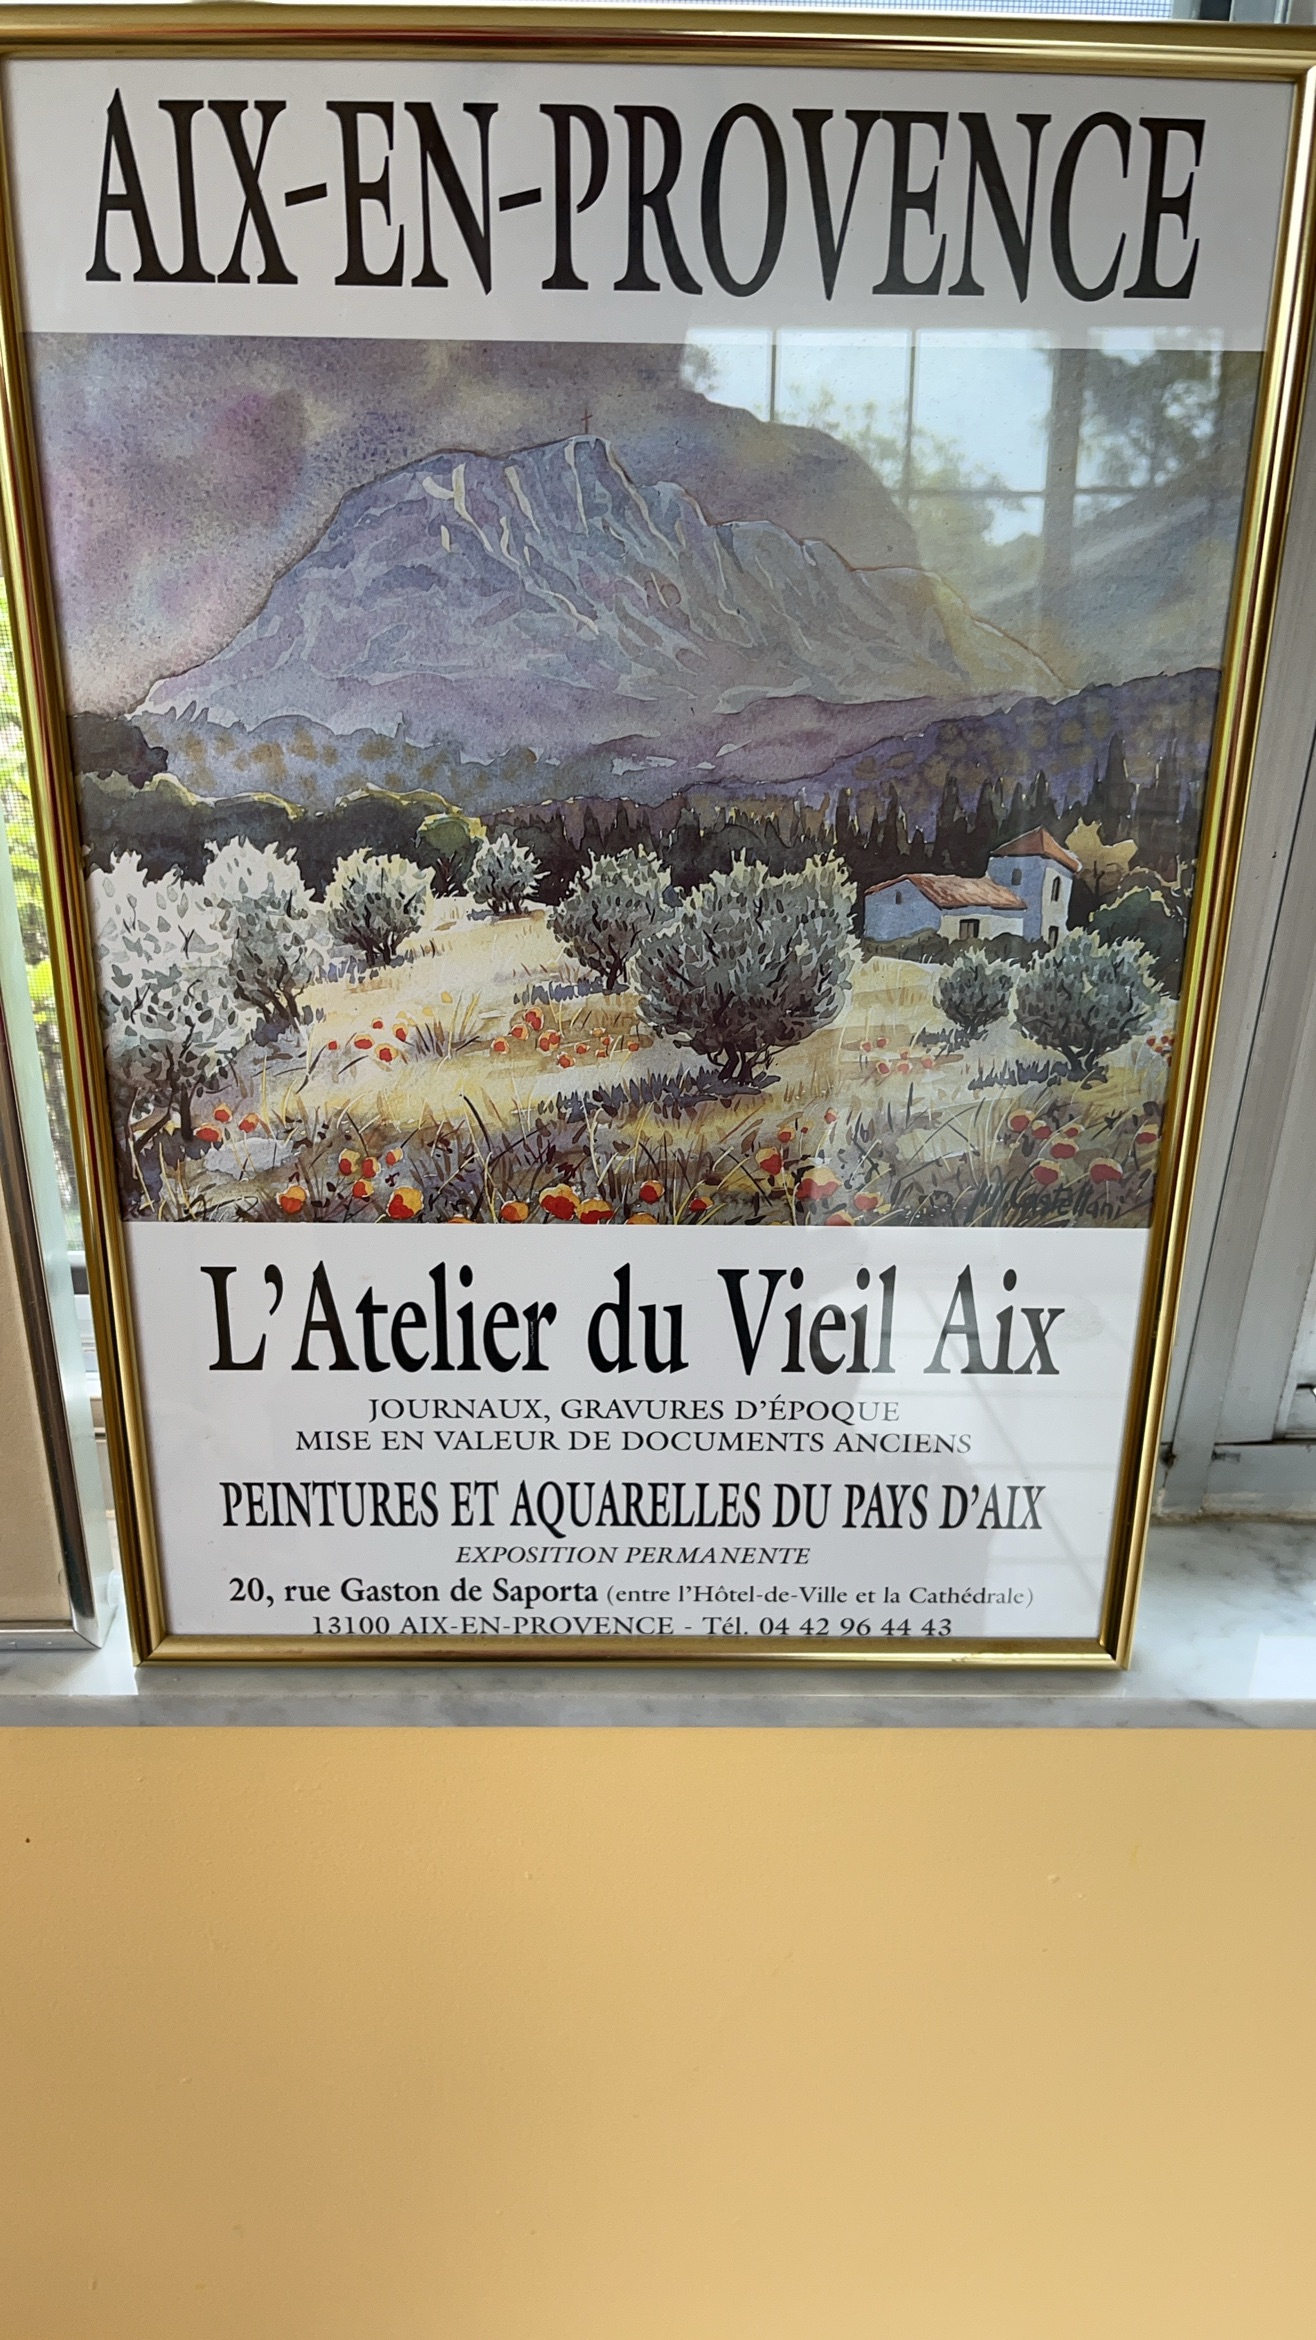 AIX-EN-PROVENCE
Castellani
L'Atelier du Vieil Aix
JOURNAUX, GRAVURES D'ÉPOQUE
MISE EN VALEUR DE DOCUMENTS ANCIENS
PEINTURES ET AQUARELLES DU PAYS D'AIX
EXPOSITION PERMANENTE
20, rue Gaston de Saporta (entre l'Hôtel-de-Ville et la Cathédrale)
13100 AIX-EN-PROVENCE - Tél. 04 42 96 44 43